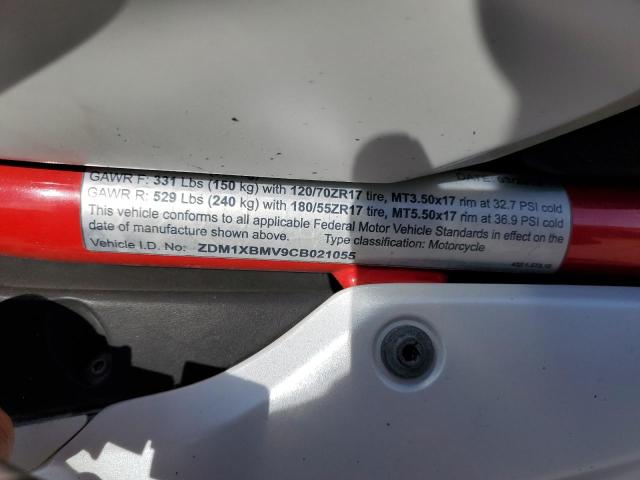 DATE:
GAWR F: 331 Lbs (150 kg) with 120/70ZR17 tire, MT3.50x17 rim at 32.7 PSI cold
GAWR R: 529 Lbs (240 kg) with 180/55ZR17 tire, MT5.50x17 rim at 36.9 PSI cold
This vehicle conforms to all applicable Federal Motor Vehicle Standards in effect on the
date of manufacture shown above. Type classification: Motorcycle
Vehicle I.D. No: ZDM1XBMV9CB021055